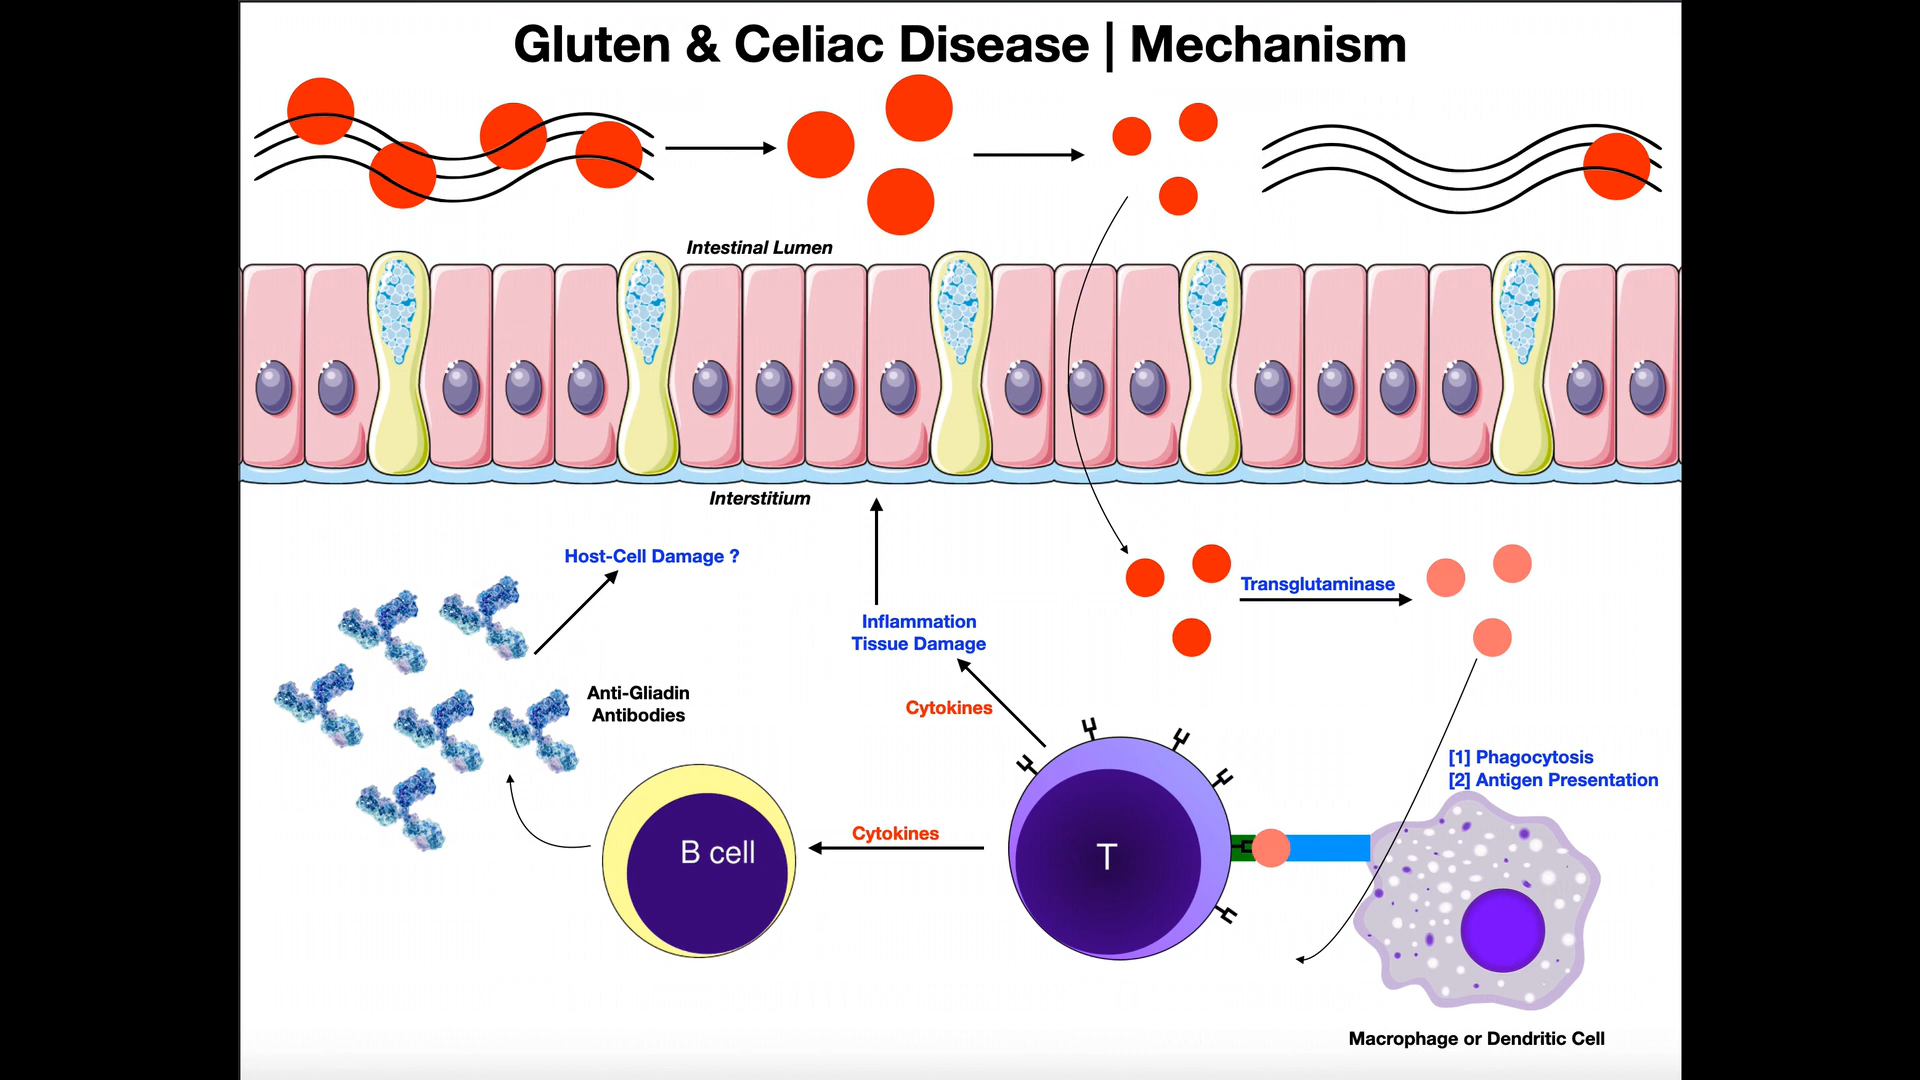 Gluten & Celiac Disease | Mechanism
Intestinal Lumen
Interstitium
Host-Cell Damage ?
Inflammation
Tissue Damage
Transglutaminase
Anti-Gliadin
Antibodies
Cytokines
[1] Phagocytosis
[2] Antigen Presentation
Cytokines
B cell
T
Macrophage or Dendritic Cell